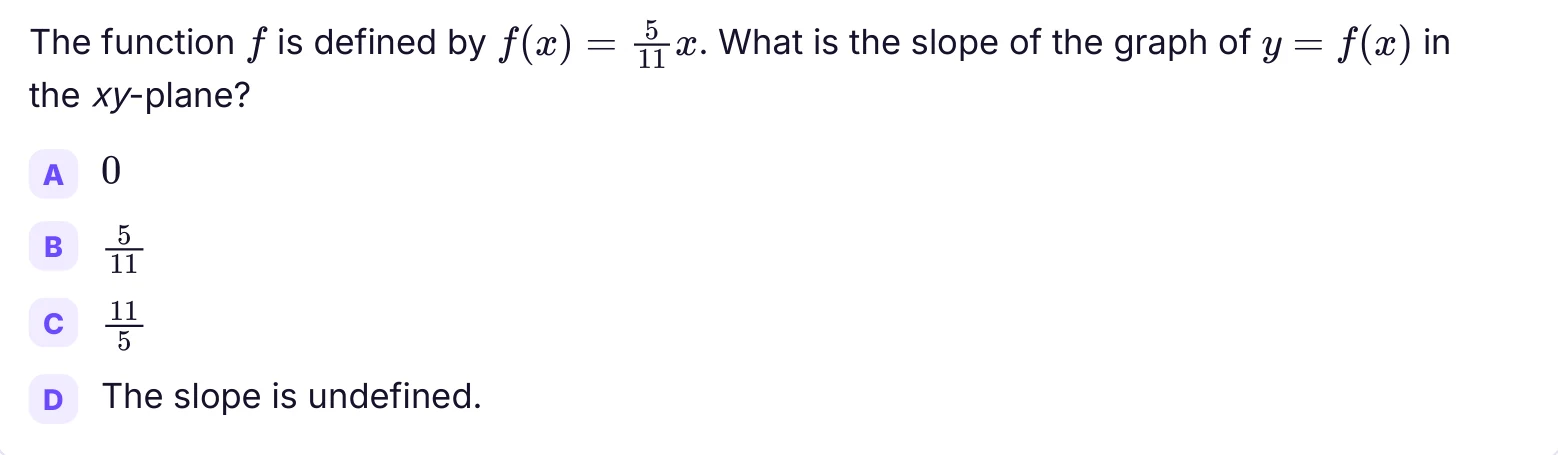 The function f is defined by f(x) = 5/11 x. What is the slope of the graph of y = f(x) in
the xy-plane?
A 0
B 5/11
C 11/5
D The slope is undefined.